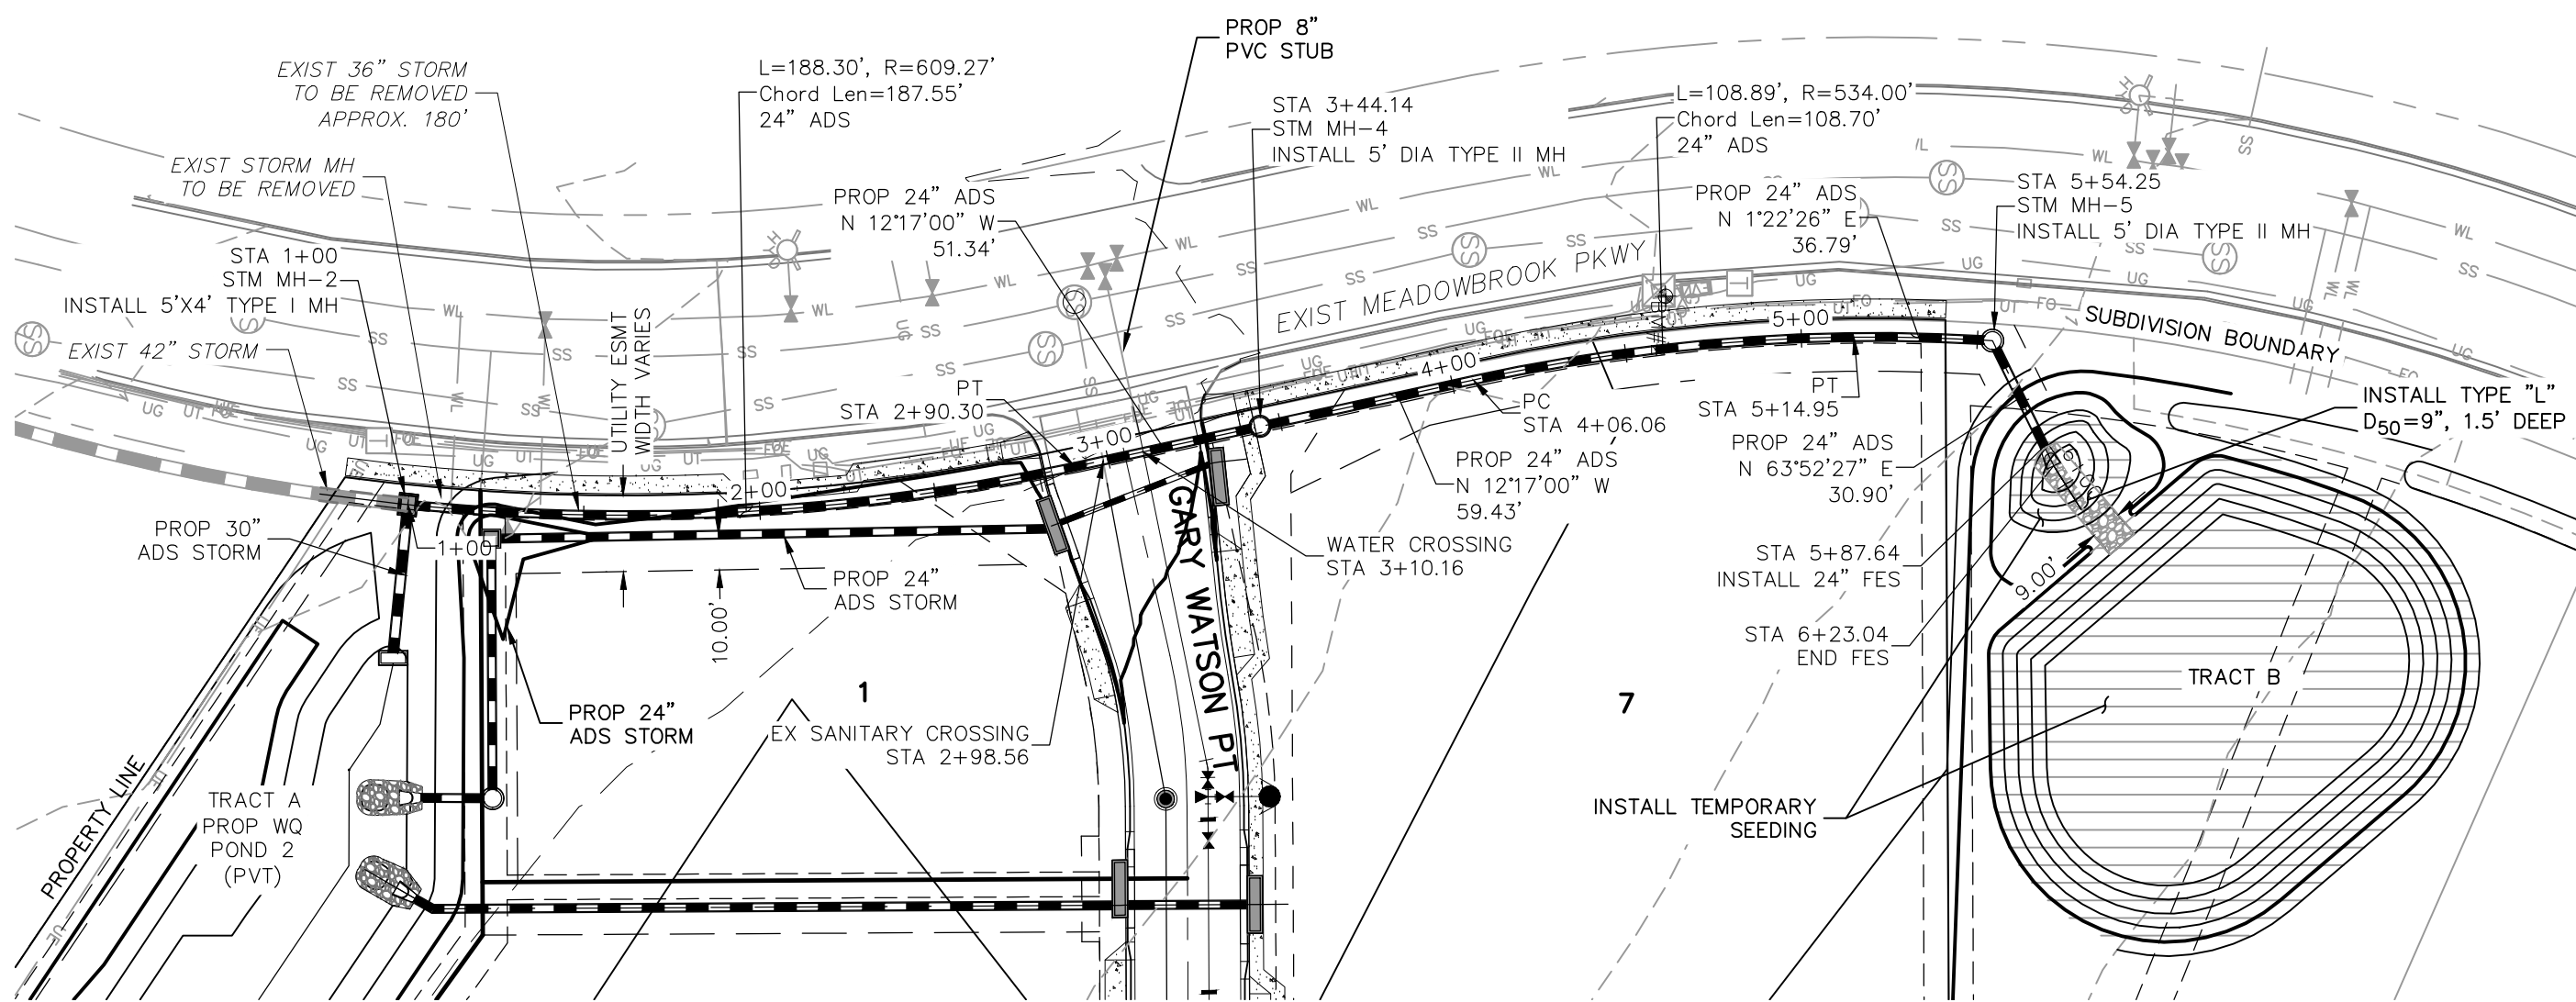 PROP 8"
PVC STUB
EXIST 36" STORM
TO BE REMOVED
APPROX. 180'
L=188.30', R=609.27'
Chord Len=187.55'
24" ADS
STA 3+44.14
STM MH-4
INSTALL 5' DIA TYPE II MH
L=108.89', R=534.00'
Chord Len=108.70'
24" ADS
EXIST STORM MH
TO BE REMOVED
PROP 24" ADS
N 12°17'00" W
51.34'
PROP 24" ADS
N 1°22'26" E
36.79'
STA 5+54.25
STM MH-5
INSTALL 5' DIA TYPE II MH
STA 1+00
STM MH-2
INSTALL 5'X4' TYPE I MH
EXIST 42" STORM
UTILITY ESMT
WIDTH VARIES
EXIST MEADOWBROOK PKWY
SUBDIVISION BOUNDARY
PT
STA 2+90.30
PC
STA 4+06.06
PT
STA 5+14.95
INSTALL TYPE "L"
D50=9", 1.5' DEEP
1+00
2+00
3+00
4+00
5+00
6+00
PROP 30"
ADS STORM
PROP 24"
ADS STORM
10.00'
GARY WATSON PT
WATER CROSSING
STA 3+10.16
PROP 24" ADS
N 12°17'00" W
59.43'
PROP 24" ADS
N 63°52'27" E
30.90'
STA 5+87.64
INSTALL 24" FES
9.00'
STA 6+23.04
END FES
TRACT B
1
7
PROP 24"
ADS STORM
EX SANITARY CROSSING
STA 2+98.56
PROPERTY LINE
TRACT A
PROP WQ
POND 2
(PVT)
INSTALL TEMPORARY
SEEDING
HYD
HYD
SS
WL
UG
UT
FO
UE